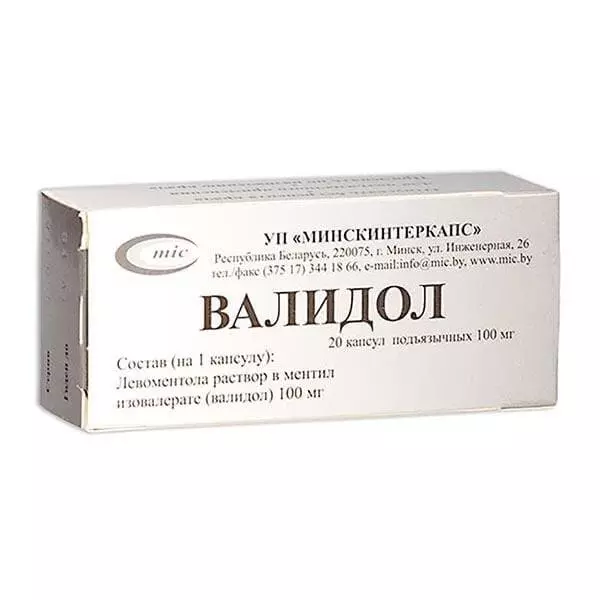 mic
УП «МИНСКИНТЕРКАПС»
Республика Беларусь, 220075, г. Минск, ул. Инженерная, 26
тел./факс (375 17) 344 18 66, e-mail:info@mic.by, www.mic.by
ВАЛИДОЛ
20 капсул подъязычных 100 мг
Состав (на 1 капсулу):
Левоментола раствор в ментил
изовалерате (валидол) 100 мг